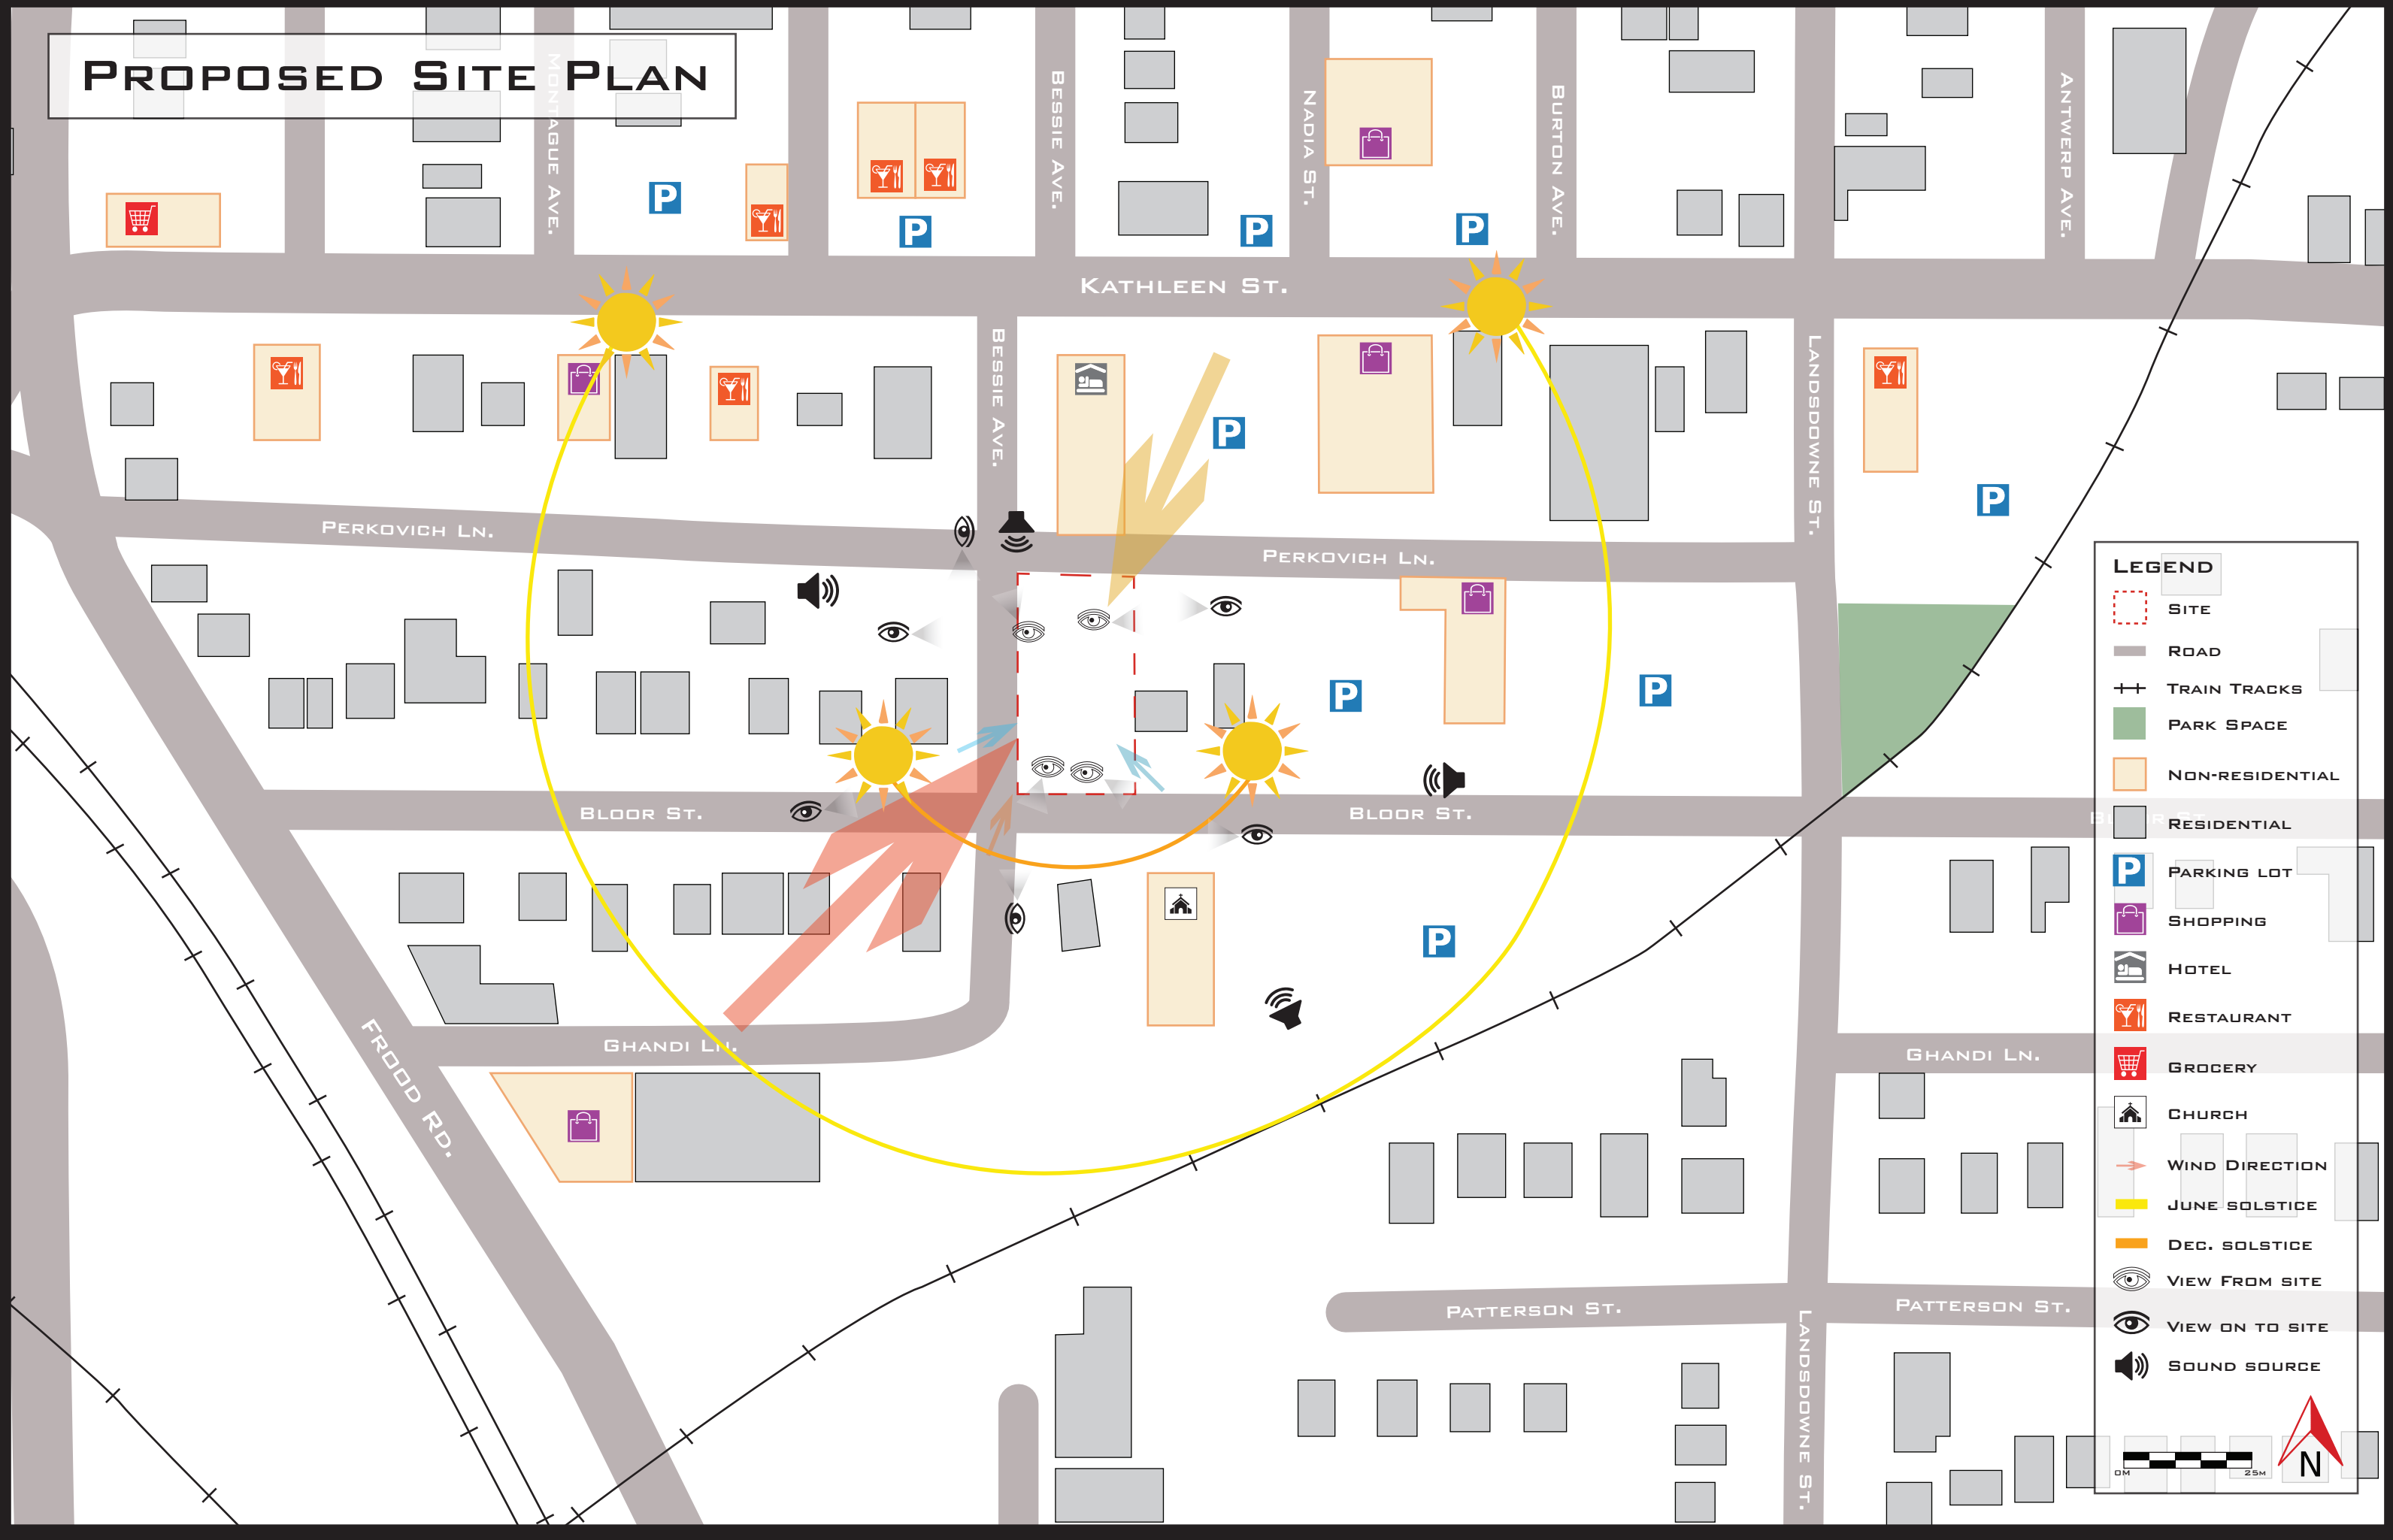 Proposed Site Plan
Montague Ave.
Bessie Ave.
Nadia St.
Burton Ave.
Antwerp Ave.
P
P
P
P
Kathleen St.
Bessie Ave.
Landsdowne St.
P
P
Perkovich Ln.
Perkovich Ln.
P
P
Bloor St.
Bloor St.
P
Ghandi Ln.
Ghandi Ln.
Frood Rd.
Patterson St.
Patterson St.
Landsdowne St.
Legend
Site
Road
Train Tracks
Park Space
Non-residential
Residential
P Parking lot
Shopping
Hotel
Restaurant
Grocery
Church
Wind Direction
June solstice
Dec. solstice
View From site
View on to site
Sound source
0m 25m
N